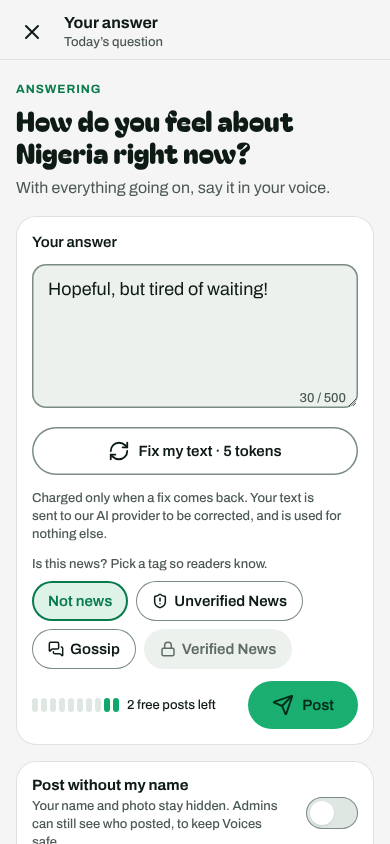 Your answer
Today's question
ANSWERING
How do you feel about
Nigeria right now?
With everything going on, say it in your voice.
Your answer
Hopeful, but tired of waiting!
30 / 500
Fix my text · 5 tokens
Charged only when a fix comes back. Your text is
sent to our AI provider to be corrected, and is used for
nothing else.
Is this news? Pick a tag so readers know.
Not news
Unverified News
Gossip
Verified News
2 free posts left
Post
Post without my name
Your name and photo stay hidden. Admins
can still see who posted, to keep Voices
safe.